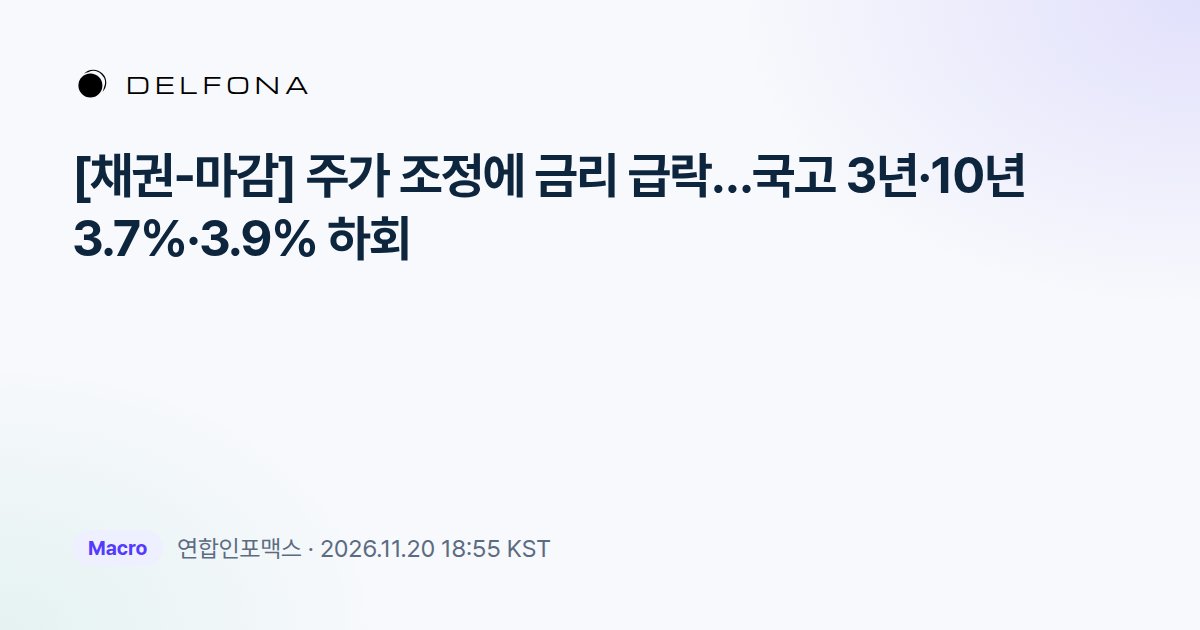 DELFONA
[채권-마감] 주가 조정에 금리 급락…국고 3년·10년
3.7%·3.9% 하회
Macro 연합인포맥스 · 2026.11.20 18:55 KST